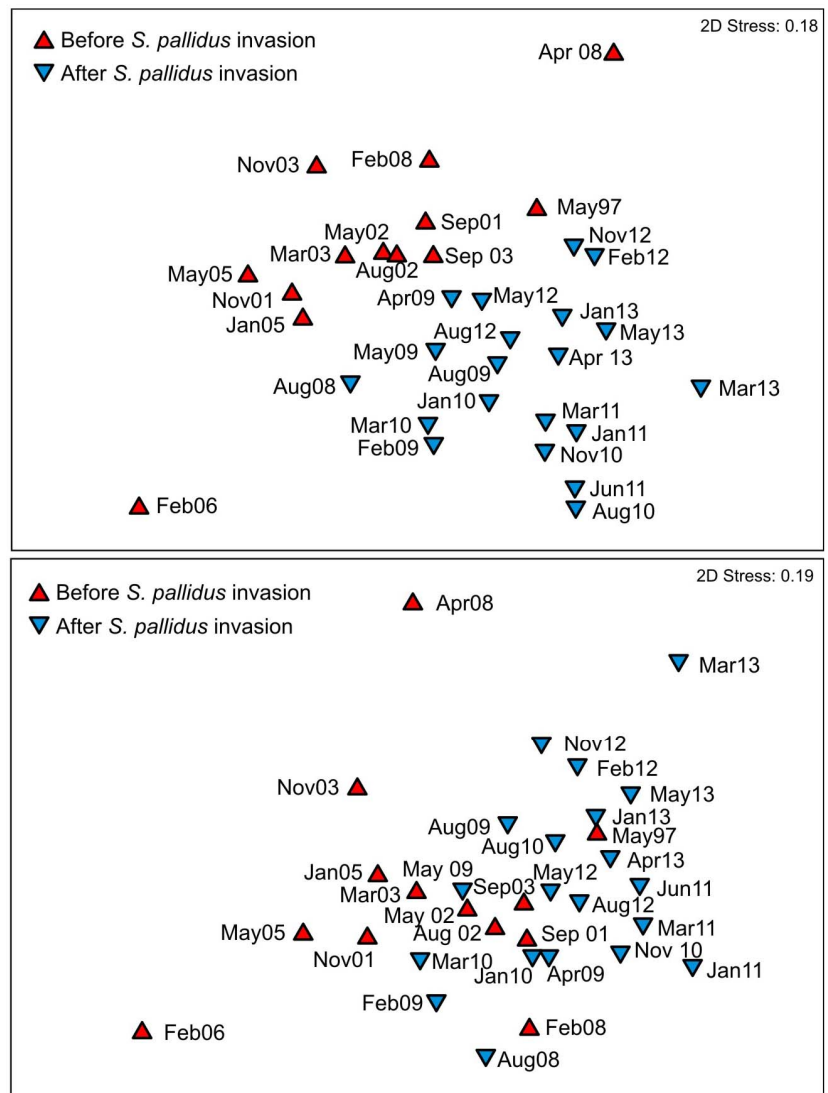 2D Stress: 0.18
Before S. pallidus invasion
After S. pallidus invasion
Apr 08
Nov03
Feb08
May97
Sep01
May02
Nov12
Mar03
Aug02
Sep 03
Feb12
May05
Nov01
Apr09
May12
Jan05
Jan13
Aug12
May13
May09
Apr 13
Aug09
Aug08
Mar13
Jan10
Mar10
Mar11
Jan11
Feb09
Nov10
Jun11
Feb06
Aug10
2D Stress: 0.19
Before S. pallidus invasion
After S. pallidus invasion
Apr08
Mar13
Nov12
Feb12
Nov03
May13
Jan13
Aug09
May97
Aug10
Apr13
Jan05
May 09
May12
Mar03
Sep03
Jun11
May 02
Aug12
May05
Aug 02
Sep 01
Mar11
Nov01
Mar10
Jan10
Apr09
Nov 10
Jan11
Feb09
Feb06
Feb08
Aug08